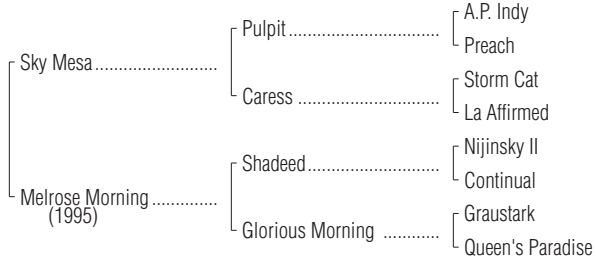 A.P. Indy
Pulpit..................................
Preach
Sky Mesa..........................
Storm Cat
Caress ................................
La Affirmed
Nijinsky II
Shadeed..............................
Continual
Melrose Morning..............
(1995)
Graustark
Glorious Morning ............
Queen's Paradise